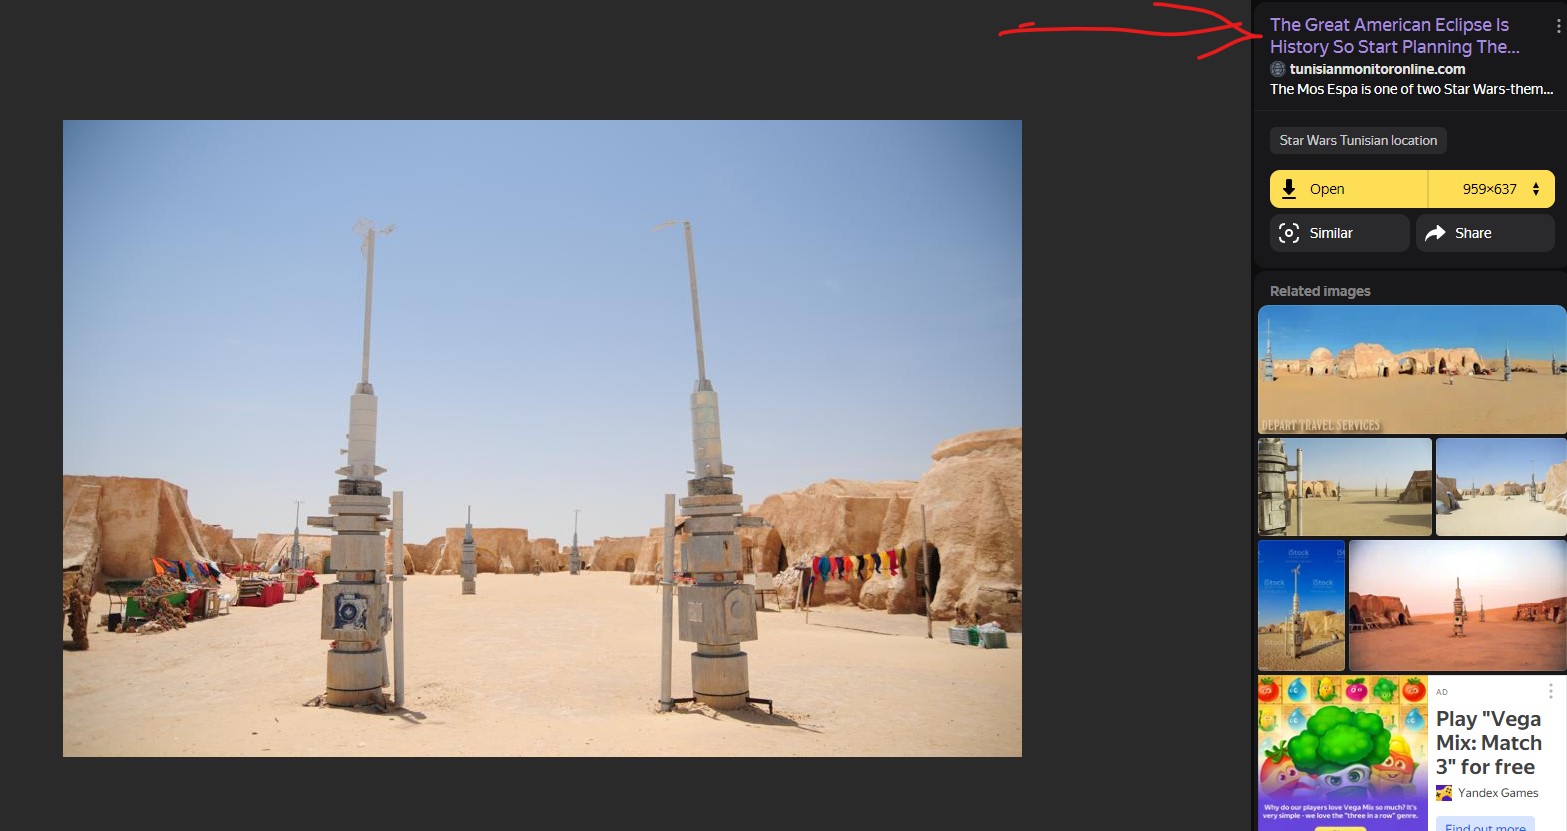 The Great American Eclipse Is
History So Start Planning The...
tunisianmonitoronline.com
The Mos Espa is one of two Star Wars-them...
Star Wars Tunisian location
Open
959×637
Similar
Share
Related images
DEPART TRAVEL SERVICES
iStock
iStock
iStock
AD
Play "Vega
Mix: Match
3" for free
Yandex Games
Why do our players love Vega Mix so much? It's
very simple - we love the "three in a row" genre.
Find out more